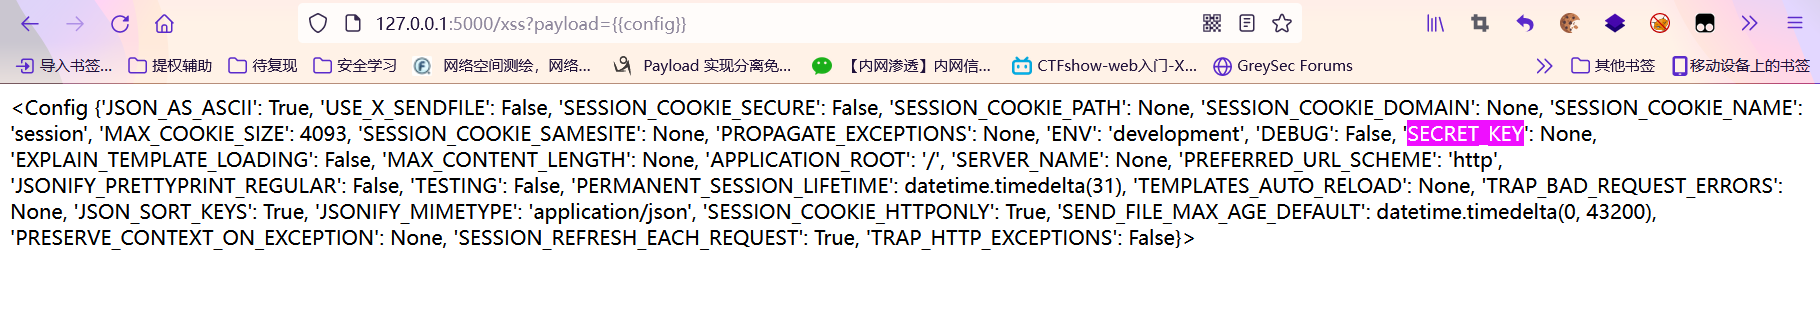 127.0.0.1:5000/xss?payload={{config}}
导入书签... 提权辅助 待复现 安全学习 网络空间测绘，网络... Payload 实现分离免... 【内网渗透】内网信... CTFshow-web入门-X... GreySec Forums 其他书签 移动设备上的书签
<Config {'JSON_AS_ASCII': True, 'USE_X_SENDFILE': False, 'SESSION_COOKIE_SECURE': False, 'SESSION_COOKIE_PATH': None, 'SESSION_COOKIE_DOMAIN': None, 'SESSION_COOKIE_NAME':
'session', 'MAX_COOKIE_SIZE': 4093, 'SESSION_COOKIE_SAMESITE': None, 'PROPAGATE_EXCEPTIONS': None, 'ENV': 'development', 'DEBUG': False, 'SECRET_KEY': None,
'EXPLAIN_TEMPLATE_LOADING': False, 'MAX_CONTENT_LENGTH': None, 'APPLICATION_ROOT': '/', 'SERVER_NAME': None, 'PREFERRED_URL_SCHEME': 'http',
'JSONIFY_PRETTYPRINT_REGULAR': False, 'TESTING': False, 'PERMANENT_SESSION_LIFETIME': datetime.timedelta(31), 'TEMPLATES_AUTO_RELOAD': None, 'TRAP_BAD_REQUEST_ERRORS':
None, 'JSON_SORT_KEYS': True, 'JSONIFY_MIMETYPE': 'application/json', 'SESSION_COOKIE_HTTPONLY': True, 'SEND_FILE_MAX_AGE_DEFAULT': datetime.timedelta(0, 43200),
'PRESERVE_CONTEXT_ON_EXCEPTION': None, 'SESSION_REFRESH_EACH_REQUEST': True, 'TRAP_HTTP_EXCEPTIONS': False}>